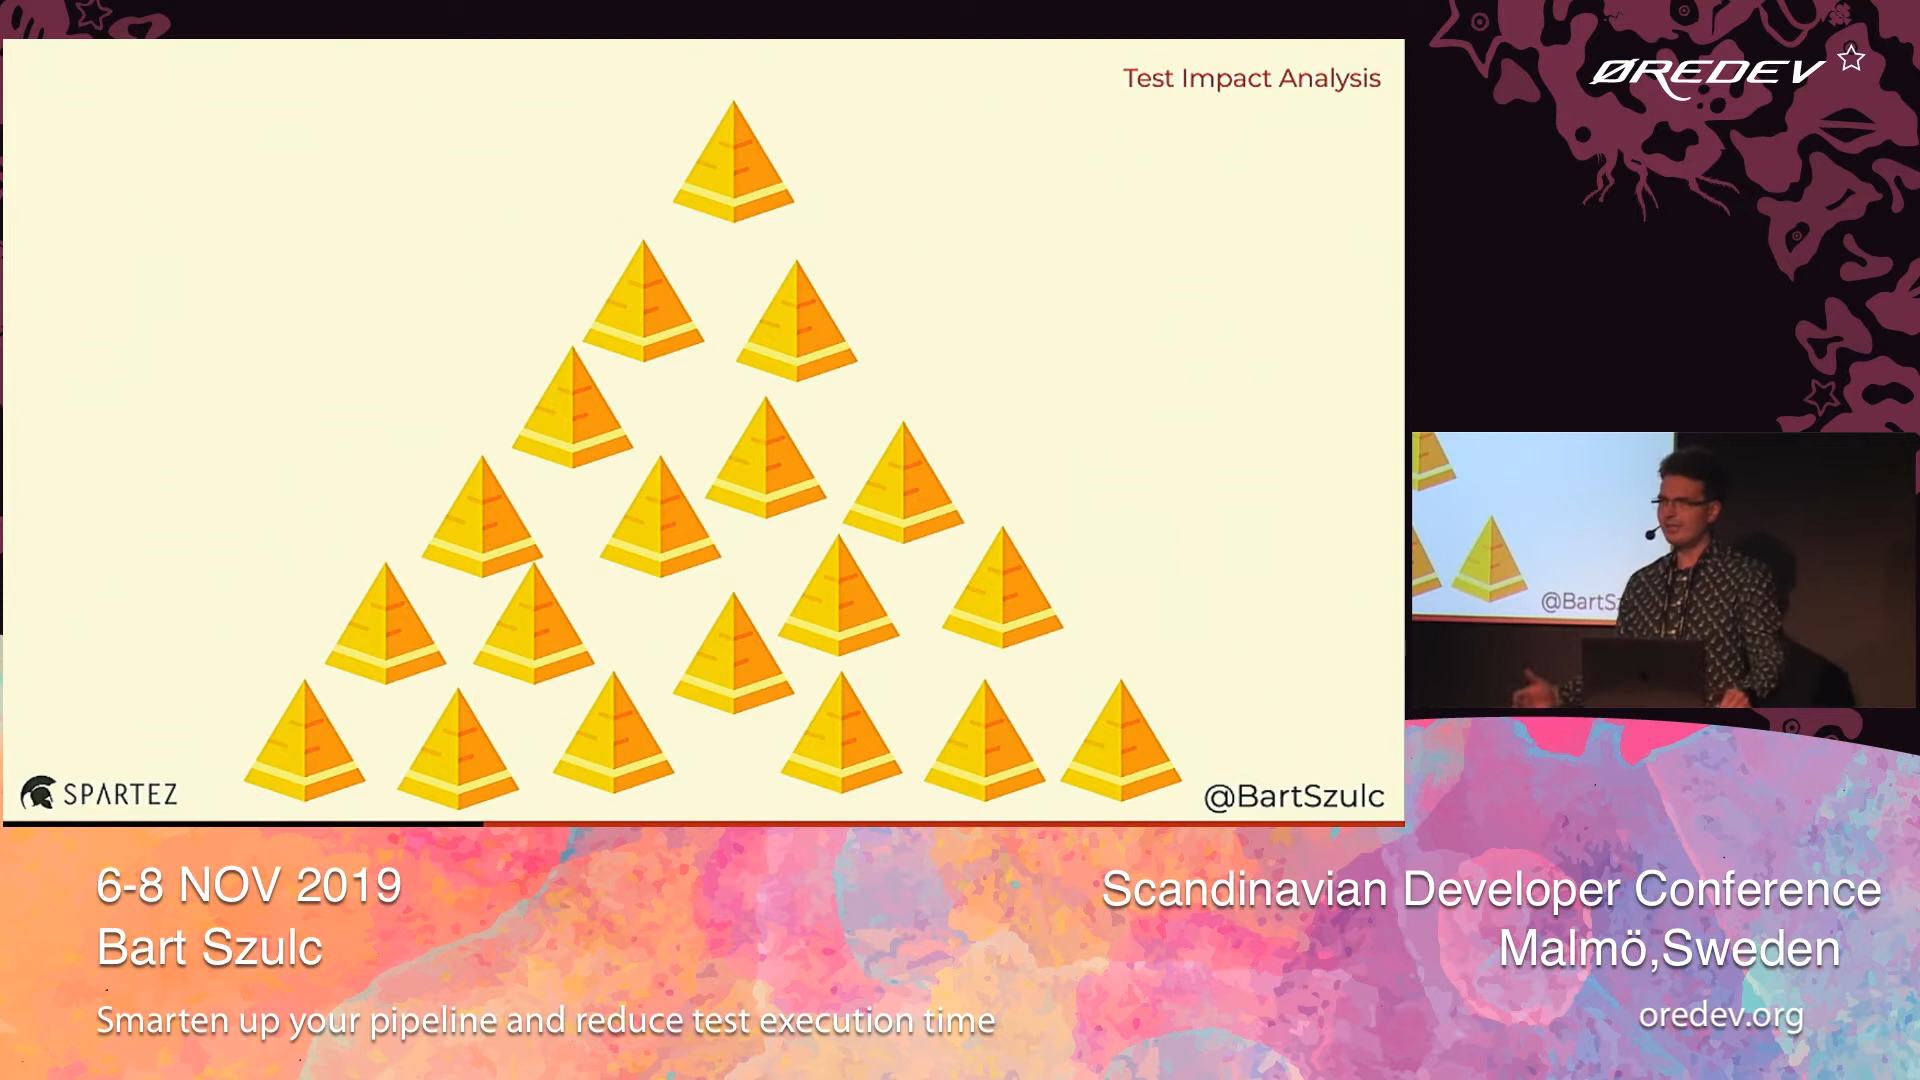 Test Impact Analysis
ØREDEV
SPARTEZ
@BartSzulc
@BartSz
6-8 NOV 2019
Bart Szulc
Smarten up your pipeline and reduce test execution time
Scandinavian Developer Conference
Malmö,Sweden
oredev.org